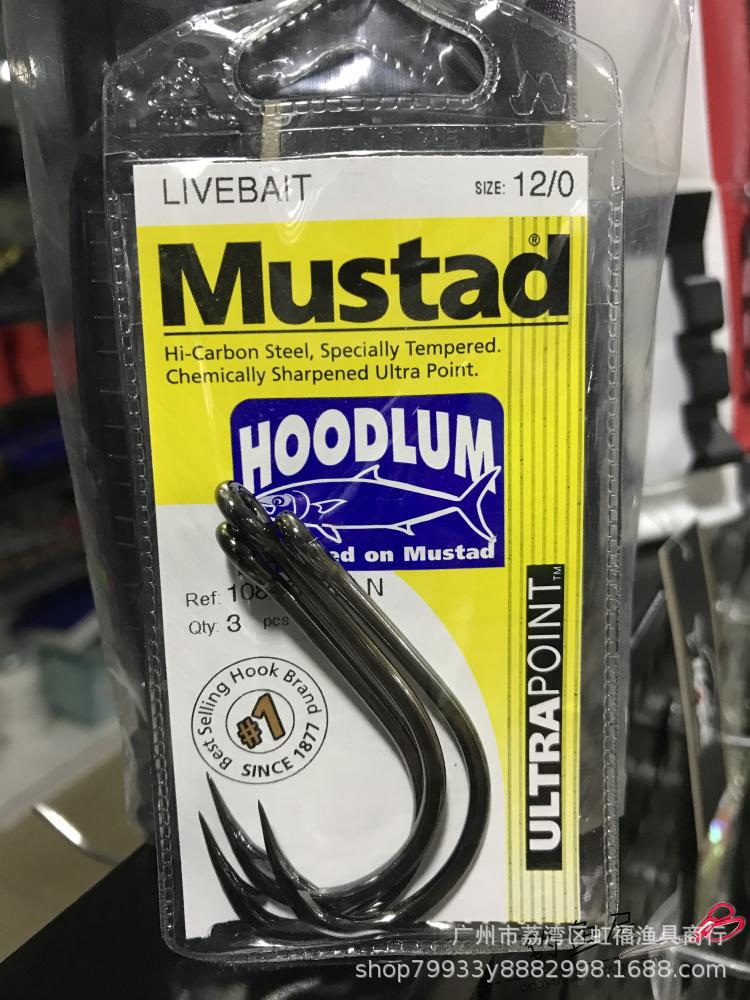 LIVEBAIT SIZE: 12/0
Mustad®
Hi-Carbon Steel, Specially Tempered.
Chemically Sharpened Ultra Point.
HOODLUM
on Mustad
Ref: N
Qty: 3 pcs
Best Selling Hook Brand
#1
SINCE 1877
ULTRAPOINT™
广州市荔湾区虹福渔具商行
shop79933y8882998.1688.com